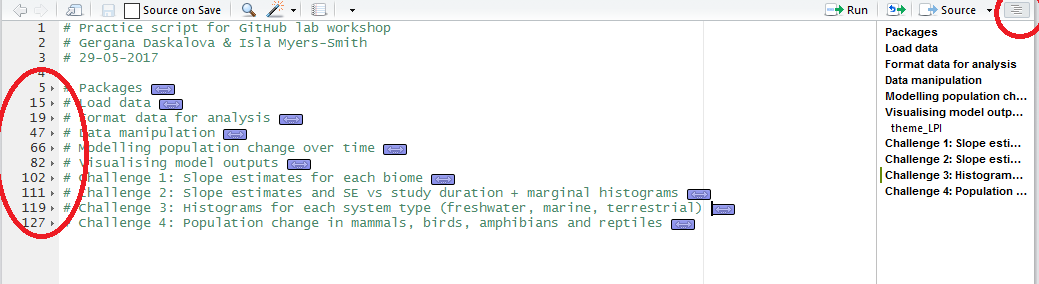 Source on Save Run Source
1 # Practice script for GitHub lab workshop
2 # Gergana Daskalova & Isla Myers-Smith
3 # 29-05-2017
4
5 # Packages
15 # Load data
19 # Format data for analysis
47 # Data manipulation
66 # Modelling population change over time
82 # Visualising model outputs
102 # Challenge 1: Slope estimates for each biome
111 # Challenge 2: Slope estimates and SE vs study duration + marginal histograms
119 # Challenge 3: Histograms for each system type (freshwater, marine, terrestrial)
127 # Challenge 4: Population change in mammals, birds, amphibians and reptiles
Packages
Load data
Format data for analysis
Data manipulation
Modelling population ch...
Visualising model outp...
theme_LPI
Challenge 1: Slope esti...
Challenge 2: Slope esti...
Challenge 3: Histogram...
Challenge 4: Population ...